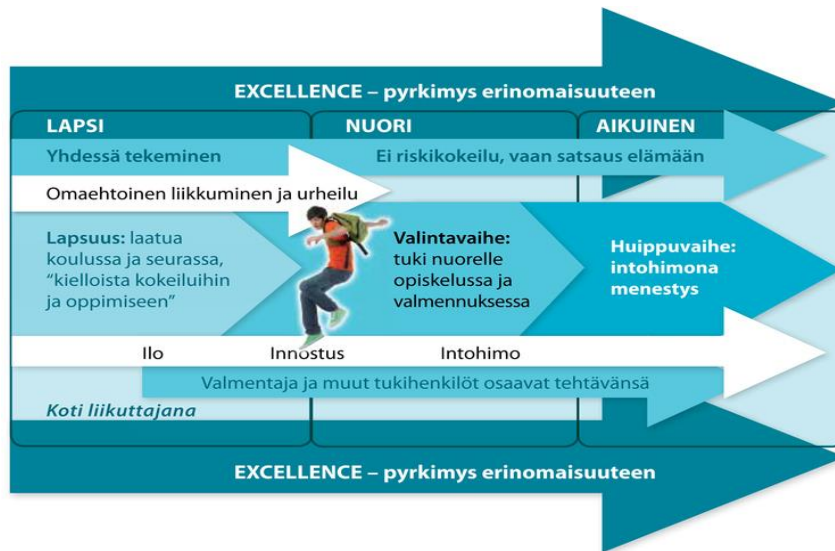 EXCELLENCE – pyrkimys erinomaisuuteen
LAPSI
NUORI
AIKUINEN
Yhdessä tekeminen
Ei riskikokeilu, vaan satsaus elämään
Omaehtoinen liikkuminen ja urheilu
Lapsuus: laatua
koulussa ja seurassa,
“kielloista kokeiluihin
ja oppimiseen”
Valintavaihe:
tuki nuorelle
opiskelussa ja
valmennuksessa
Huippuvaihe:
intohimona
menestys
Ilo
Innostus
Intohimo
Valmentaja ja muut tukihenkilöt osaavat tehtävänsä
Koti liikuttajana
EXCELLENCE – pyrkimys erinomaisuuteen